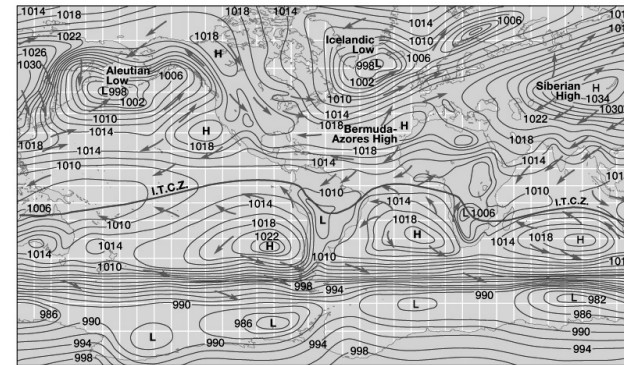 1014 1018 1014 1006 1014
1018 1018 Icelandic 1014
1022 Low 1010
1026 H
1030 Aleutian 1006 998 L 1006 Siberian
Low 1002 High H
L 998 1002 1034
1010 1030
1010 1014 1022
1014 H 1018 Bermuda- H
1018 1018 Azores High 1018
1014 1014 1018 1014
1010 1010
I.T.C.Z. 1010
1006 1014 L 1014 L 1006 I.T.C.Z.
1018 1018
1022 H 1018 H
1014 1014 H 1014
1010 1010 1010
998 994
990 990 L 982
986 L 986
990 986 L 990
L 990
994 994 994
998 998